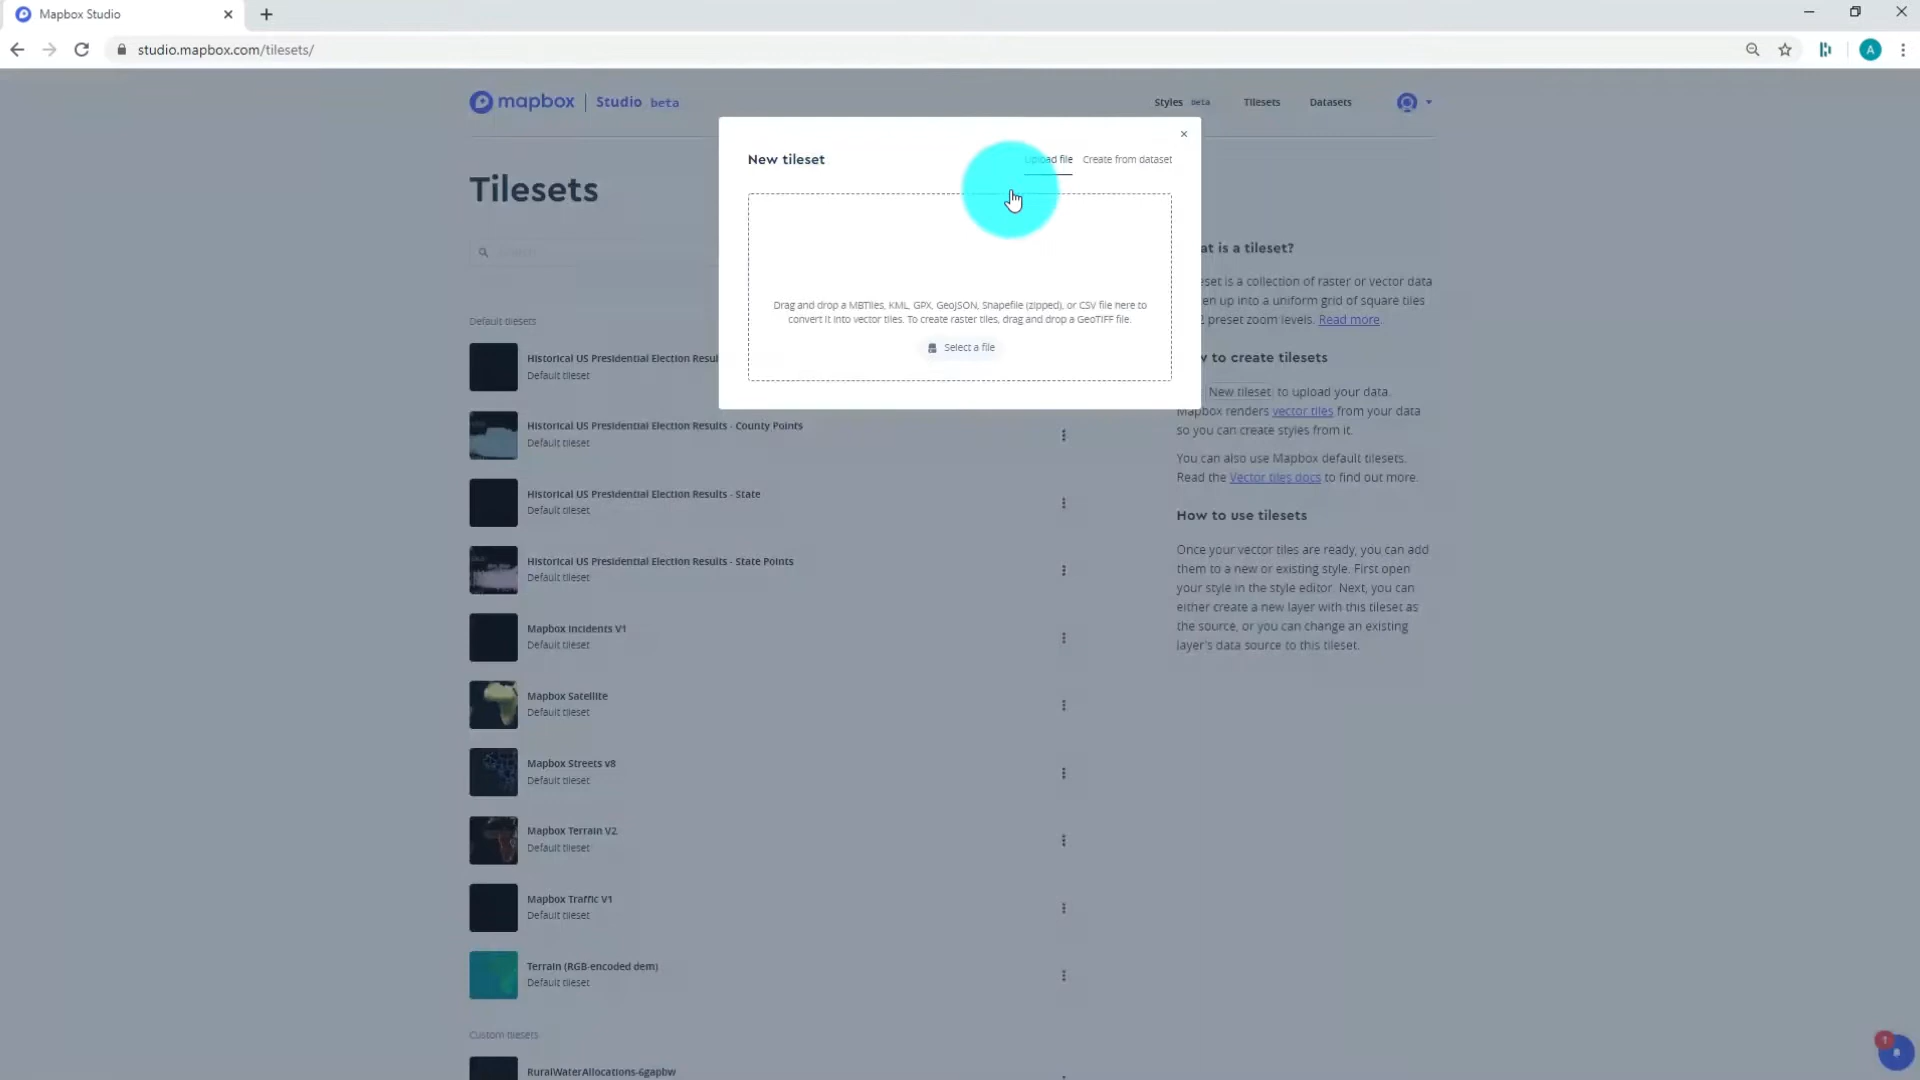 Mapbox Studio
studio.mapbox.com/tilesets/
A
mapbox | Studio beta
Styles beta
Tilesets
Datasets
New tileset
Upload file
Create from dataset
Drag and drop a MBTiles, KML, GPX, GeoJSON, Shapefile (zipped), or CSV file here to
convert it into vector tiles. To create raster tiles, drag and drop a GeoTIFF file.
Select a file
Tilesets
Search
Default tilesets
Historical US Presidential Election Resul
Default tileset
Historical US Presidential Election Results - County Points
Default tileset
Historical US Presidential Election Results - State
Default tileset
Historical US Presidential Election Results - State Points
Default tileset
Mapbox Incidents V1
Default tileset
Mapbox Satellite
Default tileset
Mapbox Streets v8
Default tileset
Mapbox Terrain V2
Default tileset
Mapbox Traffic V1
Default tileset
Terrain (RGB-encoded dem)
Default tileset
Custom tilesets
RuralWaterAllocations-6gapbw
at is a tileset?
eset is a collection of raster or vector data
en up into a uniform grid of square tiles
2 preset zoom levels. Read more.
w to create tilesets
New tileset to upload your data.
Mapbox renders vector tiles from your data
so you can create styles from it.
You can also use Mapbox default tilesets.
Read the Vector tiles docs to find out more.
How to use tilesets
Once your vector tiles are ready, you can add
them to a new or existing style. First open
your style in the style editor. Next, you can
either create a new layer with this tileset as
the source, or you can change an existing
layer's data source to this tileset.
1